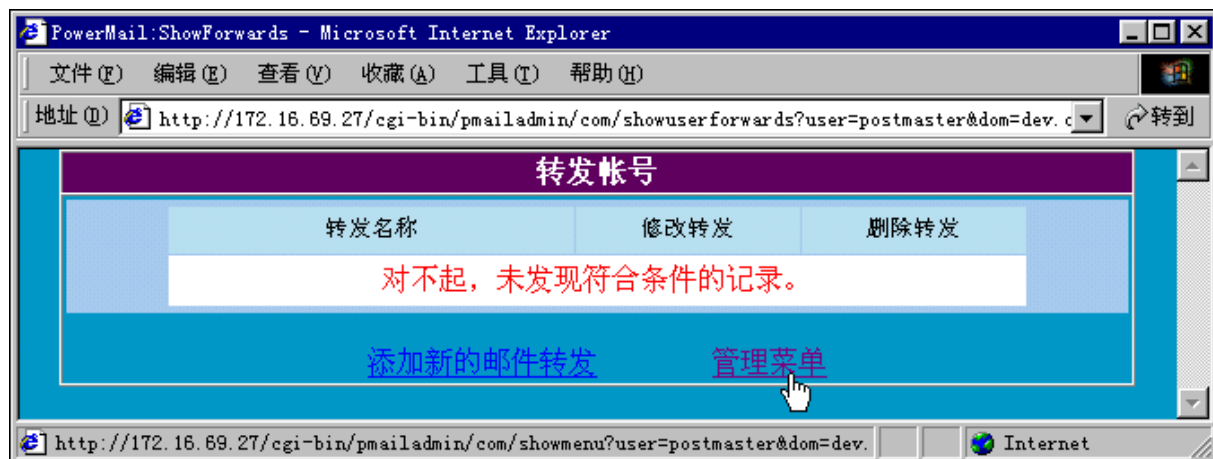 PowerMail:ShowForwards - Microsoft Internet Explorer
文件(F) 编辑(E) 查看(V) 收藏(A) 工具(T) 帮助(H)
地址(D) http://172.16.69.27/cgi-bin/pmailadmin/com/showuserforwards?user=postmaster&dom=dev.c 转到
转发帐号
转发名称 修改转发 删除转发
对不起，未发现符合条件的记录。
添加新的邮件转发 管理菜单
http://172.16.69.27/cgi-bin/pmailadmin/com/showmenu?user=postmaster&dom=dev. Internet